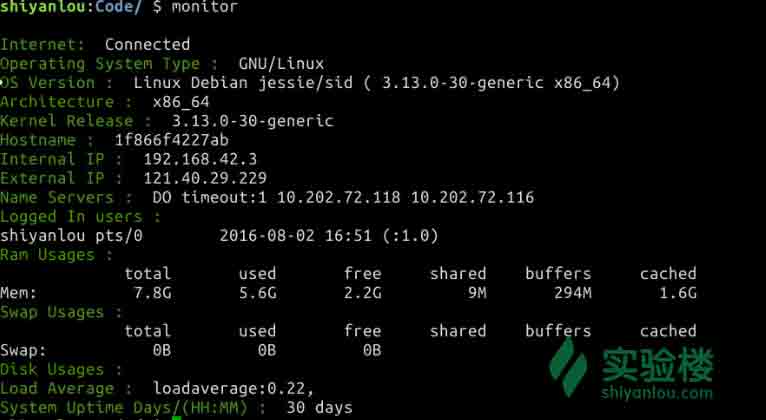 shiyanlou:Code/ $ monitor
Internet: Connected
Operating System Type : GNU/Linux
OS Version : Linux Debian jessie/sid ( 3.13.0-30-generic x86_64)
Architecture : x86_64
Kernel Release : 3.13.0-30-generic
Hostname : 1f866f4227ab
Internal IP : 192.168.42.3
External IP : 121.40.29.229
Name Servers : DO timeout:1 10.202.72.118 10.202.72.116
Logged In users :
shiyanlou pts/0 2016-08-02 16:51 (:1.0)
Ram Usages :
total used free shared buffers cached
Mem: 7.8G 5.6G 2.2G 9M 294M 1.6G
Swap Usages :
total used free shared buffers cached
Swap: 0B 0B 0B
Disk Usages :
Load Average : loadaverage:0.22,
System Uptime Days/(HH:MM) : 30 days
实验楼
shiyanlou.com